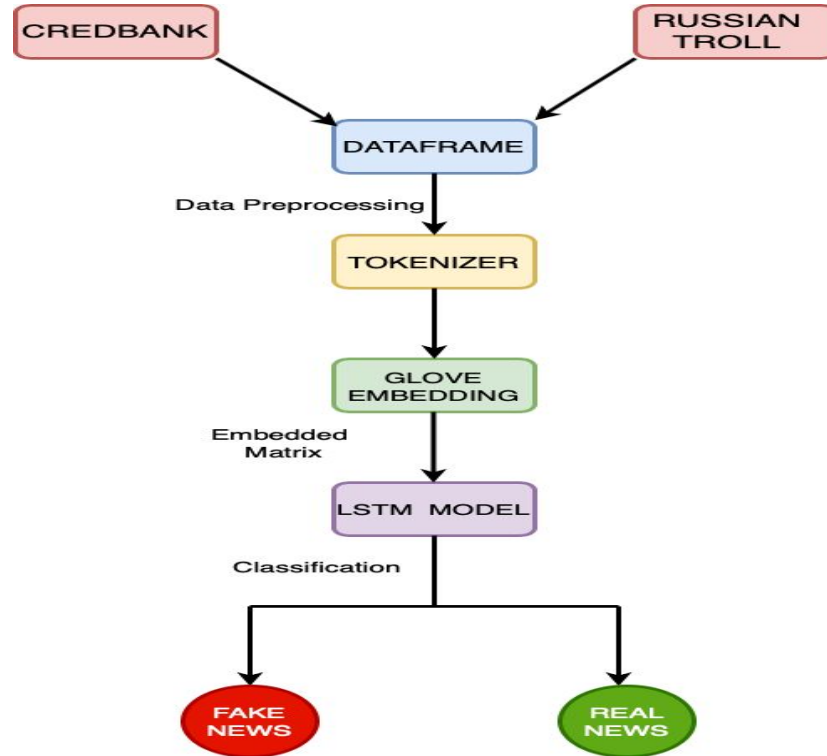 CREDBANK
RUSSIAN
TROLL
DATAFRAME
Data Preprocessing
TOKENIZER
GLOVE
EMBEDDING
Embedded
Matrix
LSTM MODEL
Classification
FAKE
NEWS
REAL
NEWS